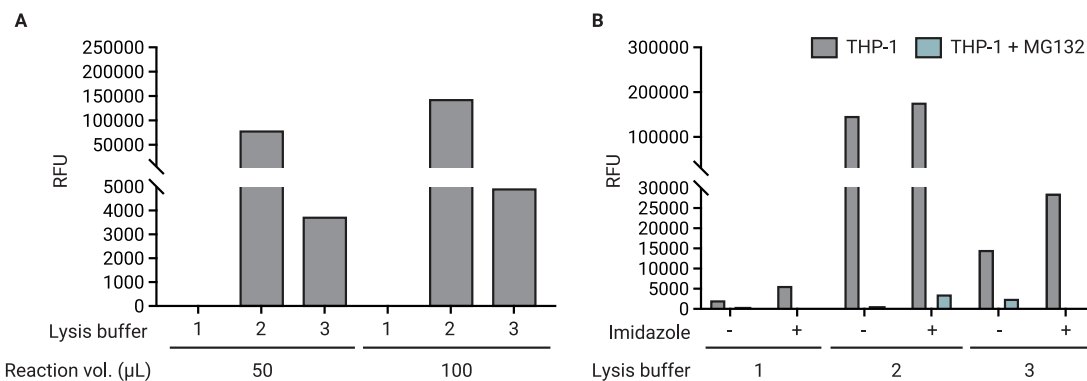 A
250000
200000
150000
100000
50000
5000
4000
3000
2000
1000
0
RFU
Lysis buffer 1 2 3 1 2 3
Reaction vol. (µL) 50 100
B
THP-1 THP-1 + MG132
300000
200000
100000
30000
25000
20000
15000
10000
5000
0
RFU
Imidazole - + - + - +
Lysis buffer 1 2 3